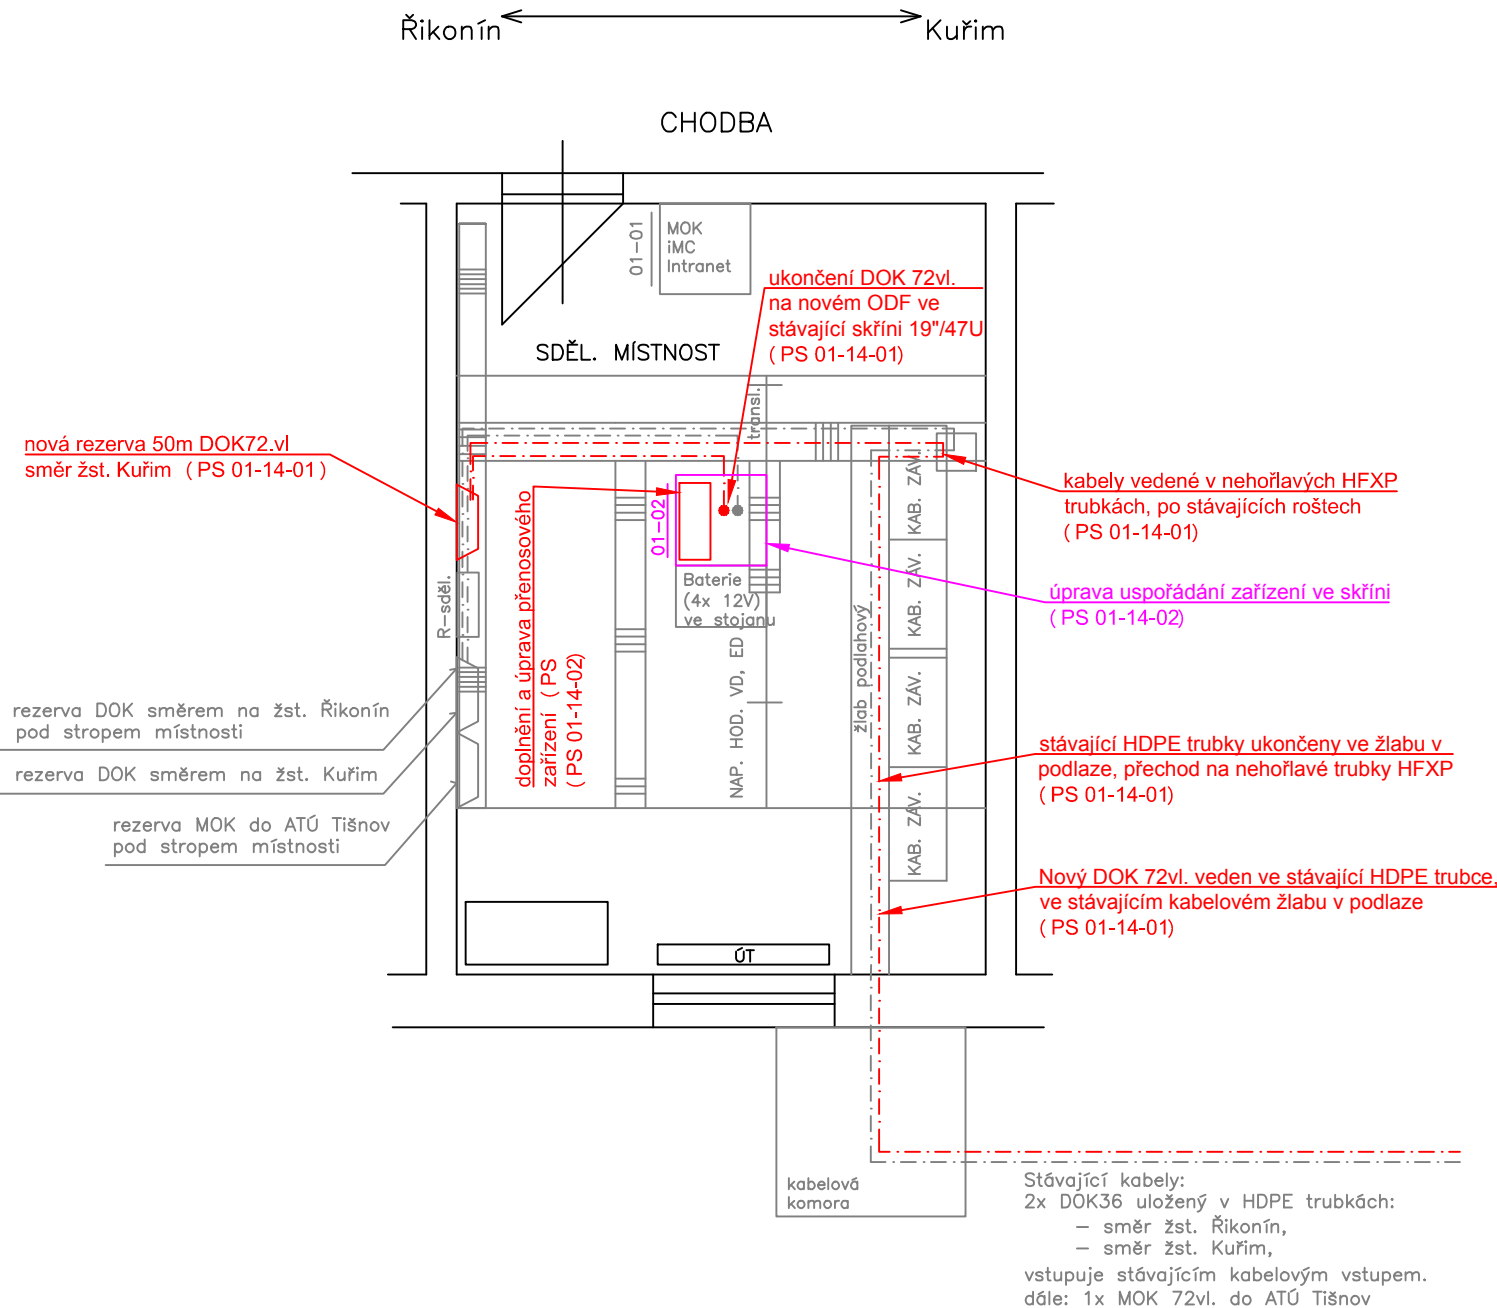 Řikonín
Kuřim
CHODBA
01-01
MOK
iMC
Intranet
ukončení DOK 72vl.
na novém ODF ve
stávající skříni 19"/47U
( PS 01-14-01)
SDĚL. MÍSTNOST
transl.
nová rezerva 50m DOK72.vl
směr žst. Kuřim ( PS 01-14-01 )
kabely vedené v nehořlavých HFXP
trubkách, po stávajících roštech
( PS 01-14-01)
01-02
Baterie
(4x 12V)
ve stojanu
úprava uspořádání zařízení ve skříni
( PS 01-14-02)
R-sděl.
doplnění a úprava přenosového
zařízení ( PS
( PS 01-14-02)
NAP. HOD. VD, ED
žlab podlahový
KAB. ZÁV.
KAB. ZÁV.
KAB. ZÁV.
KAB. ZÁV.
rezerva DOK směrem na žst. Řikonín
pod stropem místnosti
rezerva DOK směrem na žst. Kuřim
rezerva MOK do ATÚ Tišnov
pod stropem místnosti
stávající HDPE trubky ukončeny ve žlabu v
podlaze, přechod na nehořlavé trubky HFXP
( PS 01-14-01)
Nový DOK 72vl. veden ve stávající HDPE trubce,
ve stávajícím kabelovém žlabu v podlaze
( PS 01-14-01)
ÚT
kabelová
komora
Stávající kabely:
2x DOK36 uložený v HDPE trubkách:
– směr žst. Řikonín,
– směr žst. Kuřim,
vstupuje stávajícím kabelovým vstupem.
dále: 1x MOK 72vl. do ATÚ Tišnov